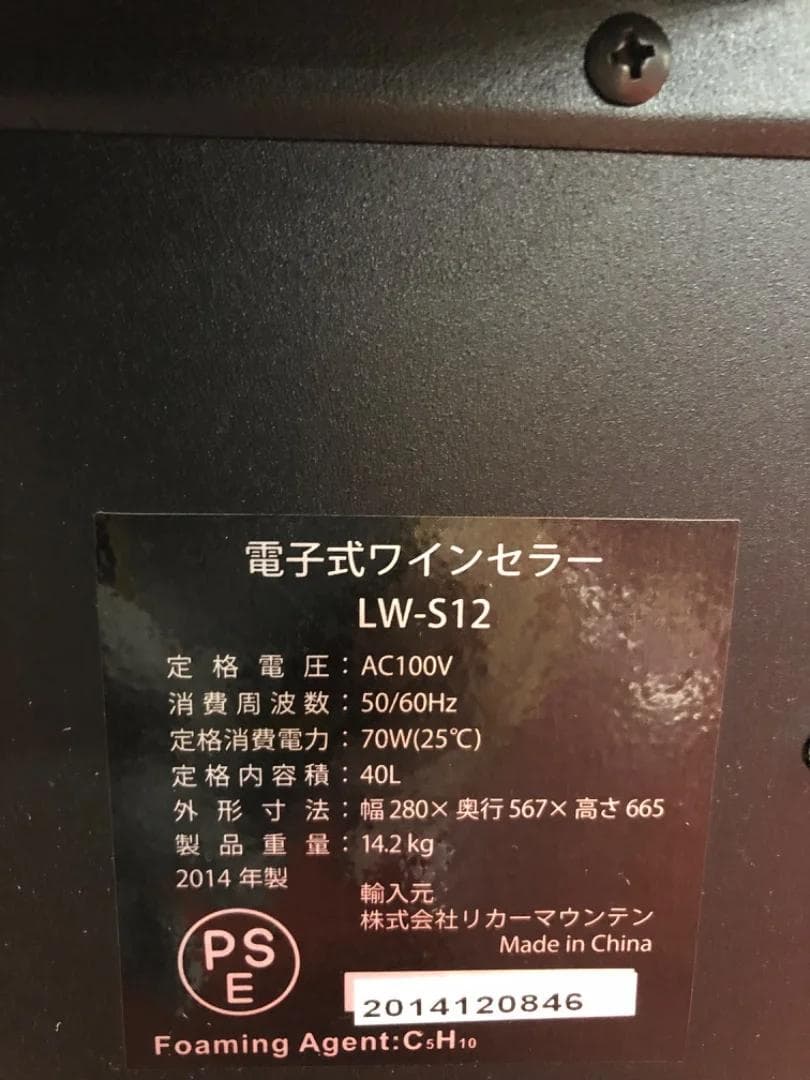 電子式ワインセラー
LW-S12
定格電圧：AC100V
消費周波数：50/60Hz
定格消費電力：70W(25℃)
定格内容積：40L
外形寸法：幅280×奥行567×高さ665
製品重量：14.2kg
2014年製
輸入元
株式会社リカーマウンテン
Made in China
PS
E
2014120846
Foaming Agent:C₅H₁₀